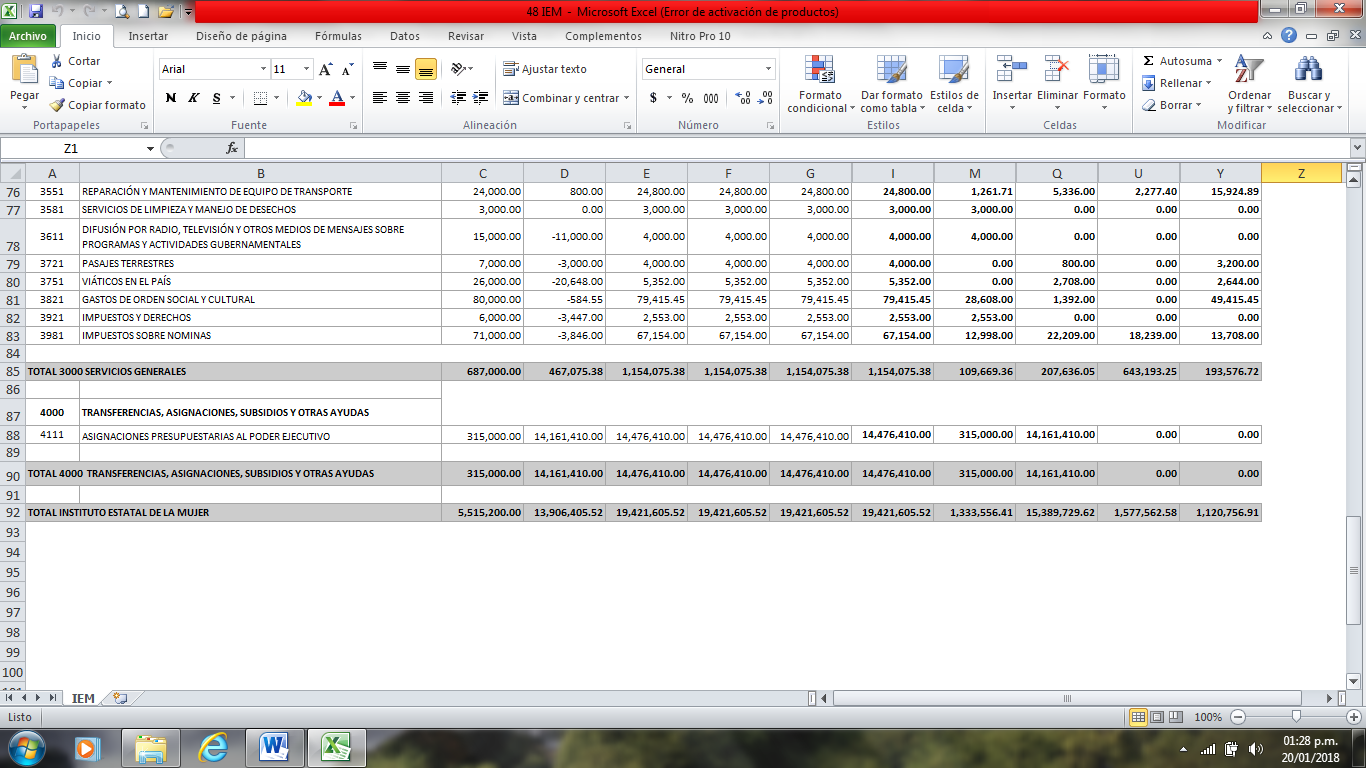 48 IEM - Microsoft Excel (Error de activación de productos)
Archivo Inicio Insertar Diseño de página Fórmulas Datos Revisar Vista Complementos Nitro Pro 10
Pegar
Cortar
Copiar
Copiar formato
Portapapeles
Arial 11
N K S
Fuente
Ajustar texto
Combinar y centrar
Alineación
General
$ % 000
Número
Formato condicional
Dar formato como tabla
Estilos de celda
Estilos
Insertar Eliminar Formato
Celdas
Σ Autosuma
Rellenar
Borrar
Ordenar y filtrar
Buscar y seleccionar
Modificar
Z1 fx
A B C D E F G I M Q U Y Z
76 3551 REPARACIÓN Y MANTENIMIENTO DE EQUIPO DE TRANSPORTE 24,000.00 800.00 24,800.00 24,800.00 24,800.00 24,800.00 1,261.71 5,336.00 2,277.40 15,924.89
77 3581 SERVICIOS DE LIMPIEZA Y MANEJO DE DESECHOS 3,000.00 0.00 3,000.00 3,000.00 3,000.00 3,000.00 3,000.00 0.00 0.00 0.00
78 3611 DIFUSIÓN POR RADIO, TELEVISIÓN Y OTROS MEDIOS DE MENSAJES SOBRE
PROGRAMAS Y ACTIVIDADES GUBERNAMENTALES 15,000.00 -11,000.00 4,000.00 4,000.00 4,000.00 4,000.00 4,000.00 0.00 0.00 0.00
79 3721 PASAJES TERRESTRES 7,000.00 -3,000.00 4,000.00 4,000.00 4,000.00 4,000.00 0.00 800.00 0.00 3,200.00
80 3751 VIÁTICOS EN EL PAÍS 26,000.00 -20,648.00 5,352.00 5,352.00 5,352.00 5,352.00 0.00 2,708.00 0.00 2,644.00
81 3821 GASTOS DE ORDEN SOCIAL Y CULTURAL 80,000.00 -584.55 79,415.45 79,415.45 79,415.45 79,415.45 28,608.00 1,392.00 0.00 49,415.45
82 3921 IMPUESTOS Y DERECHOS 6,000.00 -3,447.00 2,553.00 2,553.00 2,553.00 2,553.00 2,553.00 0.00 0.00 0.00
83 3981 IMPUESTOS SOBRE NOMINAS 71,000.00 -3,846.00 67,154.00 67,154.00 67,154.00 67,154.00 12,998.00 22,209.00 18,239.00 13,708.00
84
85 TOTAL 3000 SERVICIOS GENERALES 687,000.00 467,075.38 1,154,075.38 1,154,075.38 1,154,075.38 1,154,075.38 109,669.36 207,636.05 643,193.25 193,576.72
86
87 4000 TRANSFERENCIAS, ASIGNACIONES, SUBSIDIOS Y OTRAS AYUDAS
88 4111 ASIGNACIONES PRESUPUESTARIAS AL PODER EJECUTIVO 315,000.00 14,161,410.00 14,476,410.00 14,476,410.00 14,476,410.00 14,476,410.00 315,000.00 14,161,410.00 0.00 0.00
89
90 TOTAL 4000 TRANSFERENCIAS, ASIGNACIONES, SUBSIDIOS Y OTRAS AYUDAS 315,000.00 14,161,410.00 14,476,410.00 14,476,410.00 14,476,410.00 14,476,410.00 315,000.00 14,161,410.00 0.00 0.00
91
92 TOTAL INSTITUTO ESTATAL DE LA MUJER 5,515,200.00 13,906,405.52 19,421,605.52 19,421,605.52 19,421,605.52 19,421,605.52 1,333,556.41 15,389,729.62 1,577,562.58 1,120,756.91
93
94
95
96
97
98
99
100
IEM
Listo 100%
01:28 p.m.
20/01/2018